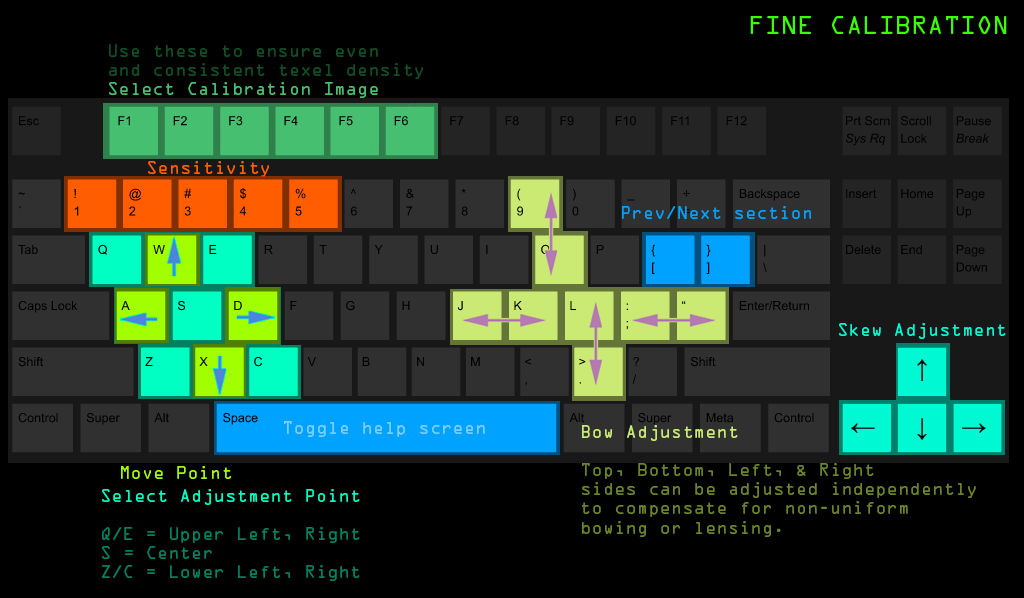 FINE CALIBRATION
Use these to ensure even
and consistent texel density
Select Calibration Image
Esc F1 F2 F3 F4 F5 F6 F7 F8 F9 F10 F11 F12 Prt Scrn Scroll Pause
Sys Rq Lock Break
Sensitivity
~ ! @ # $ % ^ & * ( ) _ + Backspace Insert Home Page
` 1 2 3 4 5 6 7 8 9 0 Up
Prev/Next section
Tab Q W E R T Y U I O P { } | Delete End Page
[ ] \ Down
Caps Lock A S D F G H J K L : " Enter/Return
;
Skew Adjustment
Shift Z X C V B N M < > ? Shift ↑
, . /
Control Super Alt Space Alt Super Meta Control ← ↓ →
Toggle help screen
Bow Adjustment
Move Point
Select Adjustment Point
Q/E = Upper Left, Right
S = Center
Z/C = Lower Left, Right
Top, Bottom, Left, & Right
sides can be adjusted independently
to compensate for non-uniform
bowing or lensing.